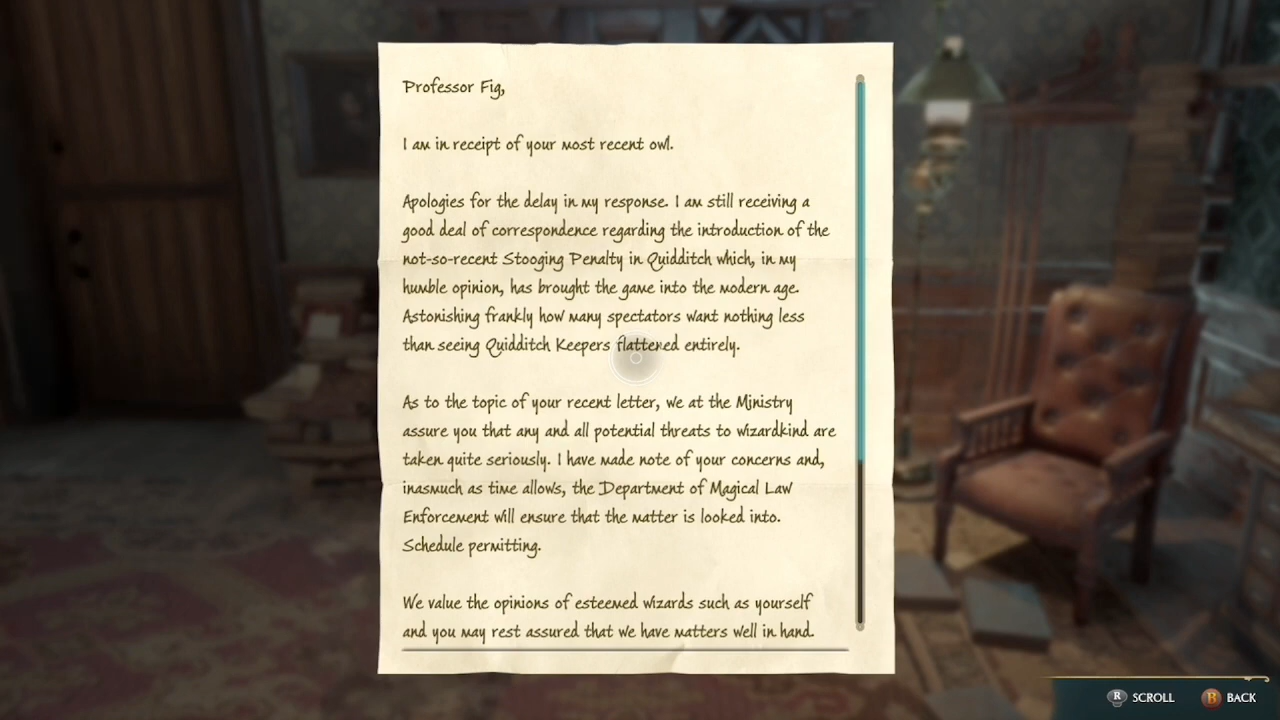 Professor Fig,
I am in receipt of your most recent owl.
Apologies for the delay in my response. I am still receiving a
good deal of correspondence regarding the introduction of the
not-so-recent Stooging Penalty in Quidditch which, in my
humble opinion, has brought the game into the modern age.
Astonishing frankly how many spectators want nothing less
than seeing Quidditch Keepers flattened entirely.
As to the topic of your recent letter, we at the Ministry
assure you that any and all potential threats to wizardkind are
taken quite seriously. I have made note of your concerns and,
inasmuch as time allows, the Department of Magical Law
Enforcement will ensure that the matter is looked into.
Schedule permitting.
We value the opinions of esteemed wizards such as yourself
and you may rest assured that we have matters well in hand.
R SCROLL B BACK